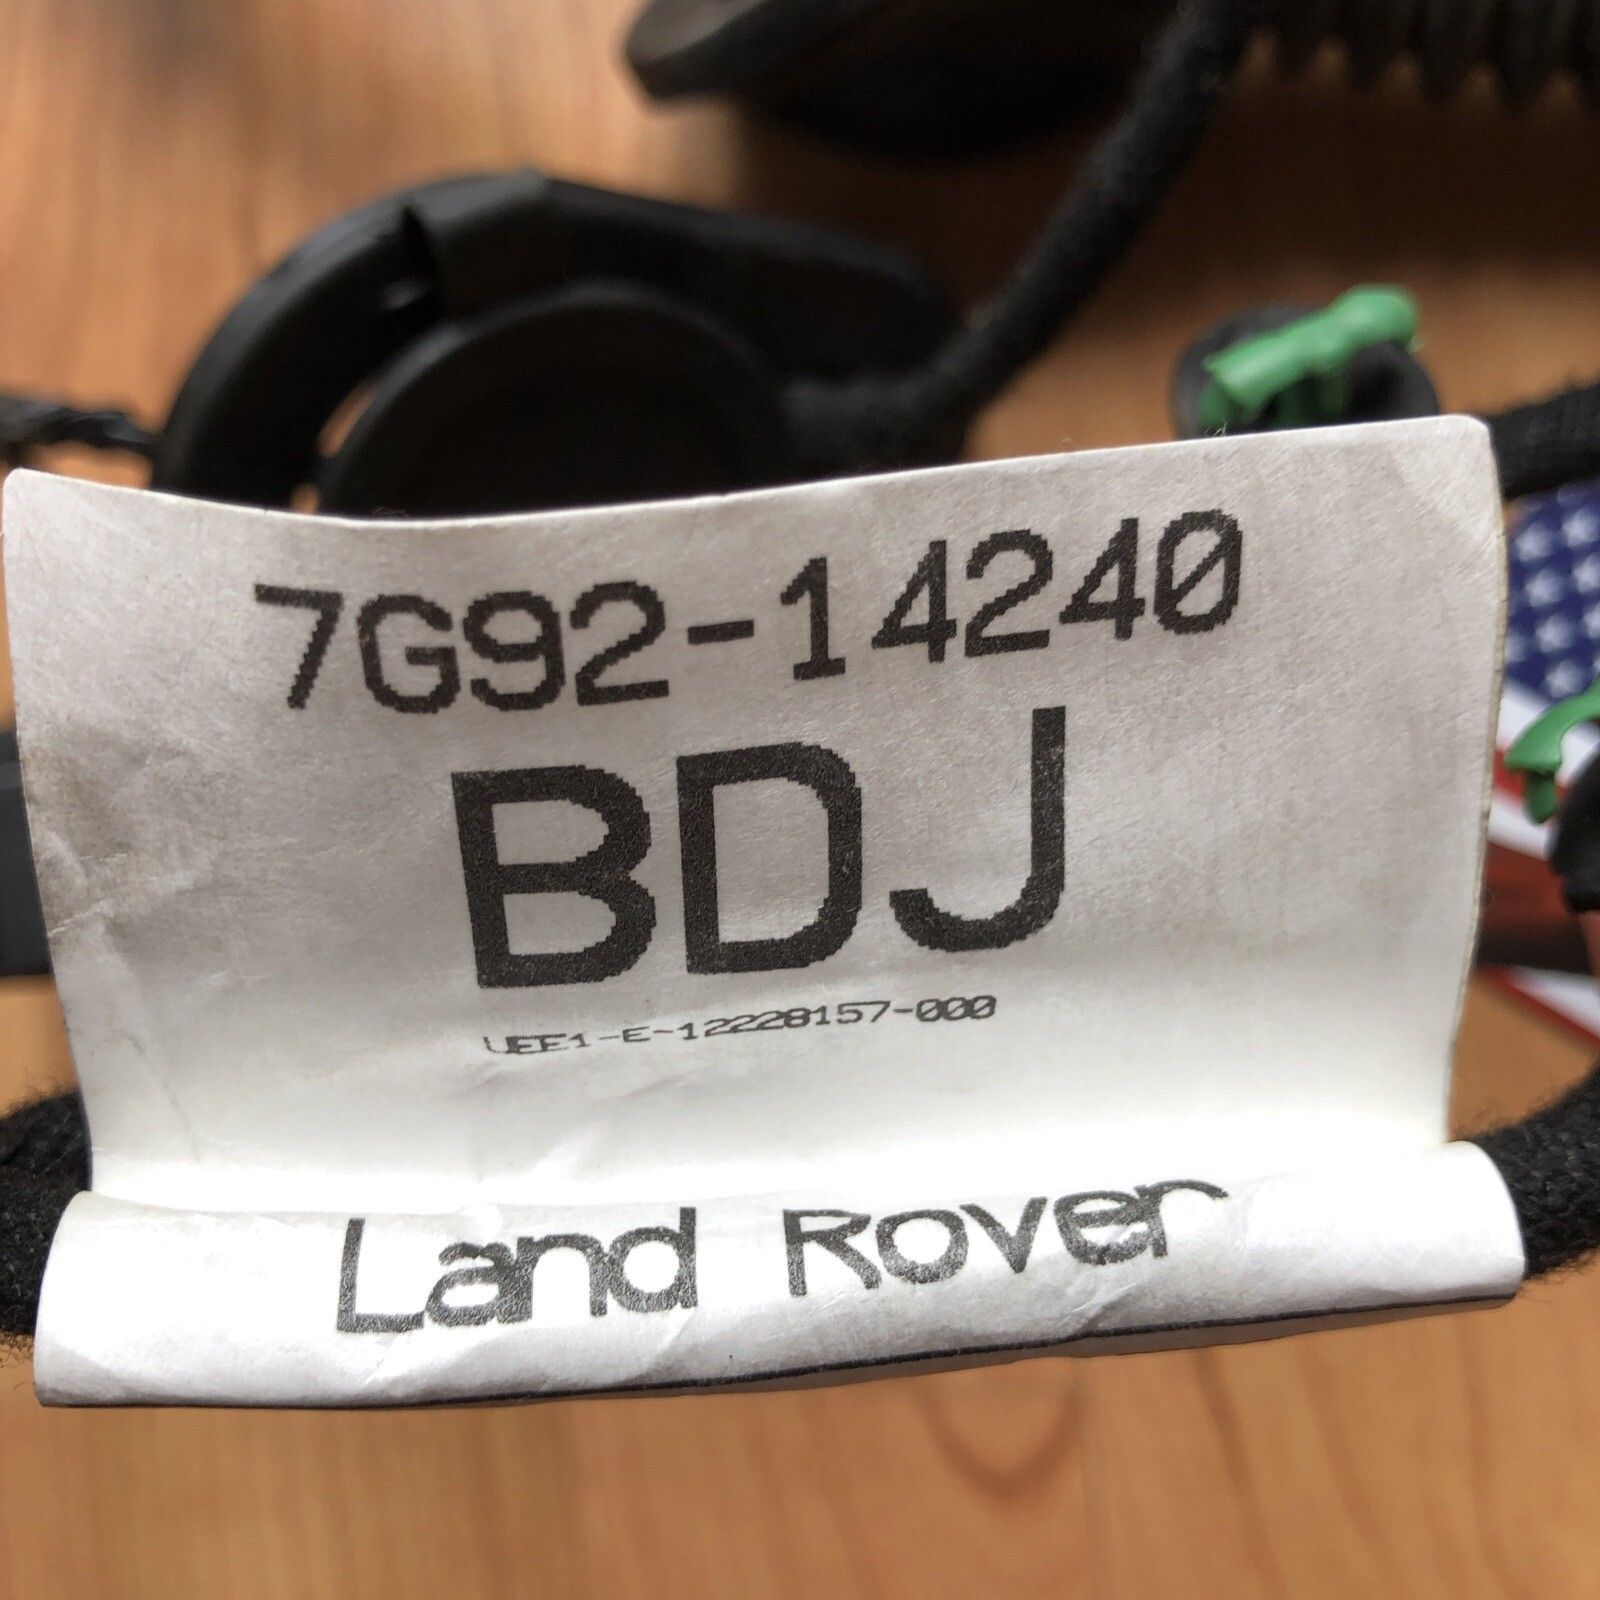 7G92-14240
BDJ
UEE1-E-12228157-000
Land Rover